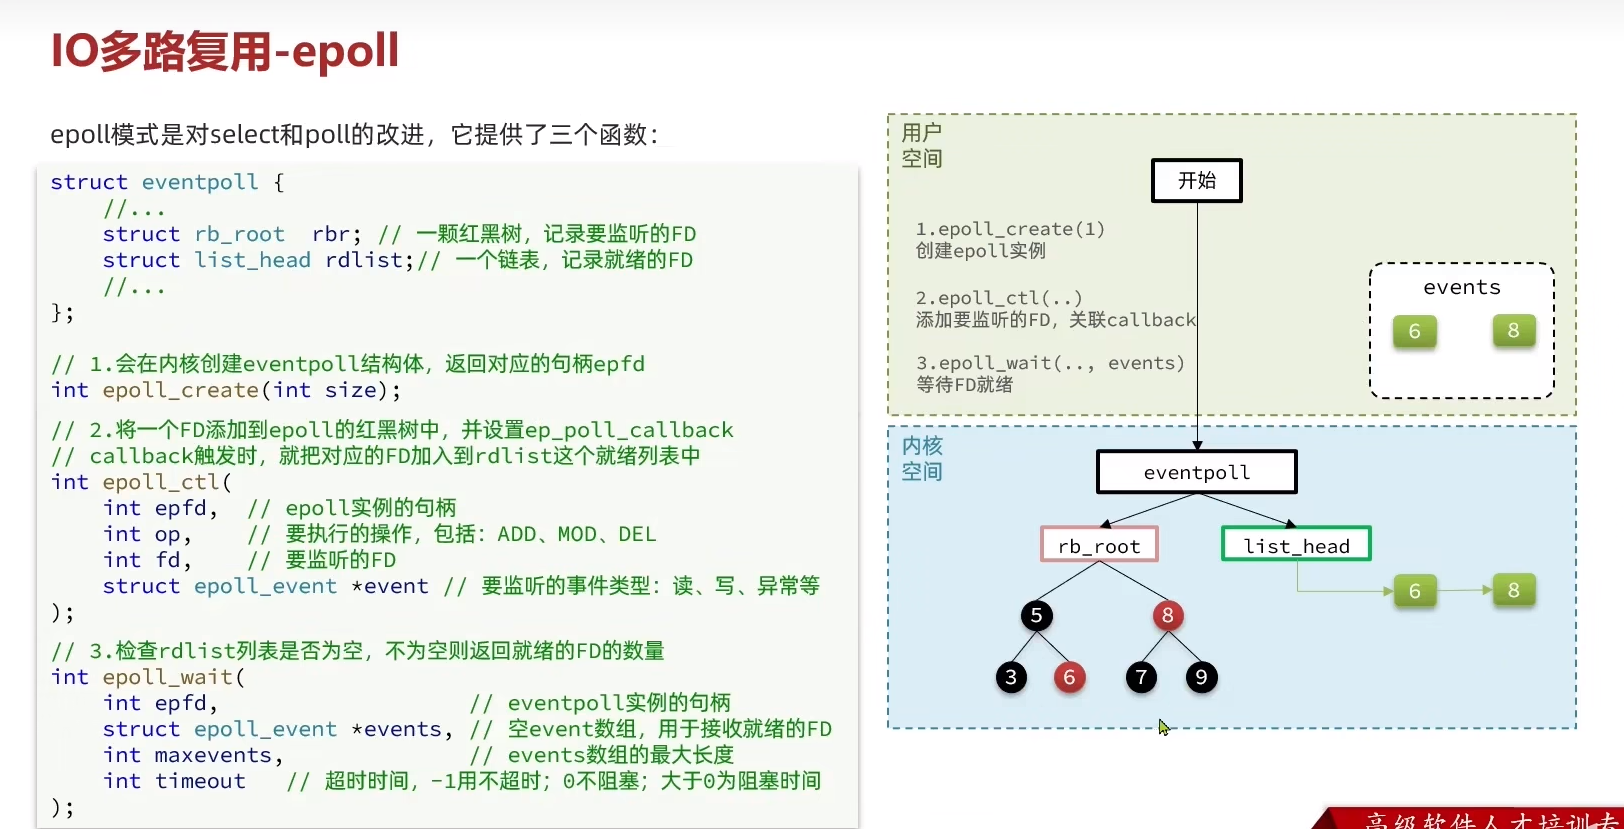 IO多路复用-epoll
epoll模式是对select和poll的改进，它提供了三个函数：
struct eventpoll {
//...
struct rb_root  rbr; // 一颗红黑树，记录要监听的FD
struct list_head rdlist;// 一个链表，记录就绪的FD
//...
};
// 1.会在内核创建eventpoll结构体，返回对应的句柄epfd
int epoll_create(int size);
// 2.将一个FD添加到epoll的红黑树中，并设置ep_poll_callback
// callback触发时，就把对应的FD加入到rdlist这个就绪列表中
int epoll_ctl(
int epfd,  // epoll实例的句柄
int op,    // 要执行的操作，包括：ADD、MOD、DEL
int fd,    // 要监听的FD
struct epoll_event *event // 要监听的事件类型：读、写、异常等
);
// 3.检查rdlist列表是否为空，不为空则返回就绪的FD的数量
int epoll_wait(
int epfd,                   // eventpoll实例的句柄
struct epoll_event *events, // 空event数组，用于接收就绪的FD
int maxevents,              // events数组的最大长度
int timeout   // 超时时间，-1用不超时；0不阻塞；大于0为阻塞时间
);
用户
空间
开始
1.epoll_create(1)
创建epoll实例
2.epoll_ctl(..)
添加要监听的FD，关联callback
3.epoll_wait(.., events)
等待FD就绪
events
6 8
内核
空间
eventpoll
rb_root
list_head
6 8
5 8
3 6 7 9
高级软件人才培训专